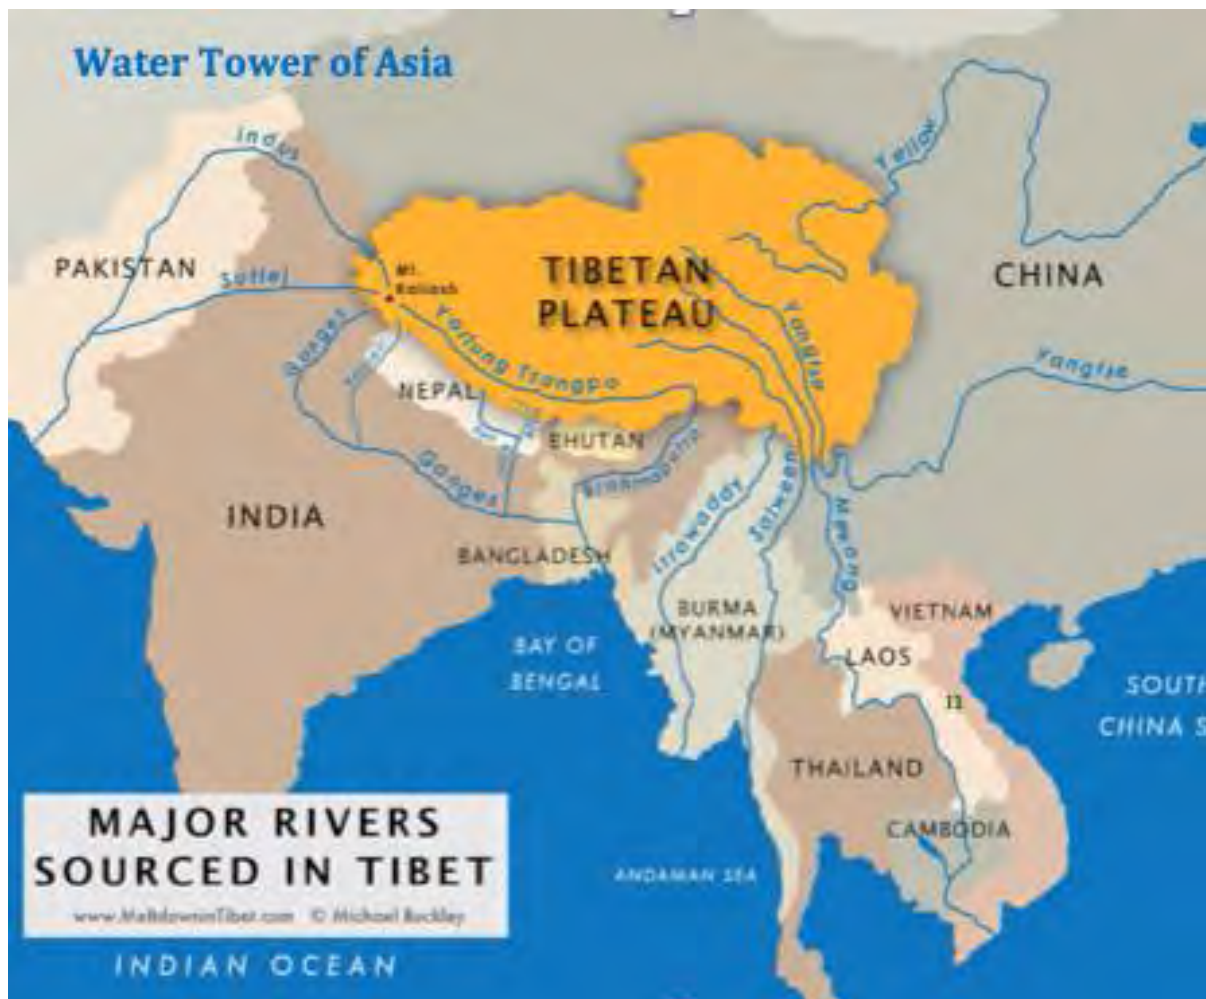 Water Tower of Asia
Indus
Yellow
PAKISTAN
Sutlej
Mt.
Kailash
TIBETAN
PLATEAU
CHINA
Ganges
Yarlung Tsangpo
Yangtse
Yangtse
NEPAL
BHUTAN
Brahmaputra
Ganges
INDIA
Irrawaddy
Salween
Mekong
BANGLADESH
BURMA
(MYANMAR)
VIETNAM
LAOS
BAY OF
BENGAL
11
SOUTH
CHINA S
THAILAND
CAMBODIA
ANDAMAN SEA
MAJOR RIVERS
SOURCED IN TIBET
www.MeltdowninTibet.com © Michael Buckley
INDIAN OCEAN